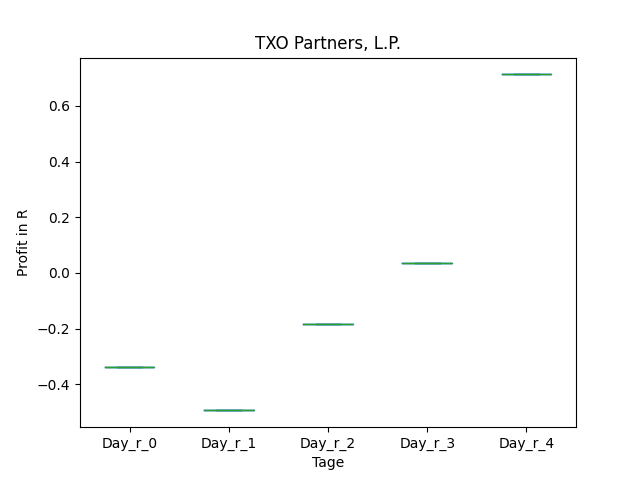 TXO Partners, L.P.
Profit in R
0.6
0.4
0.2
0.0
−0.2
−0.4
Day_r_0 Day_r_1 Day_r_2 Day_r_3 Day_r_4
Tage